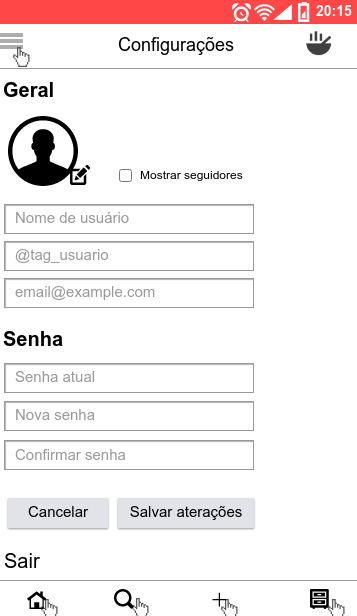 20:15
Configurações
Geral
Mostrar seguidores
Nome de usuário
@tag_usuario
email@example.com
Senha
Senha atual
Nova senha
Confirmar senha
Cancelar Salvar aterações
Sair